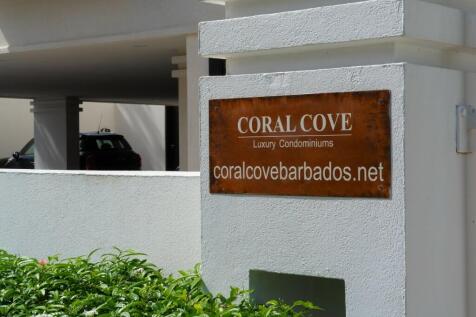 CORAL COVE
Luxury Condominiums
coralcovebarbados.net